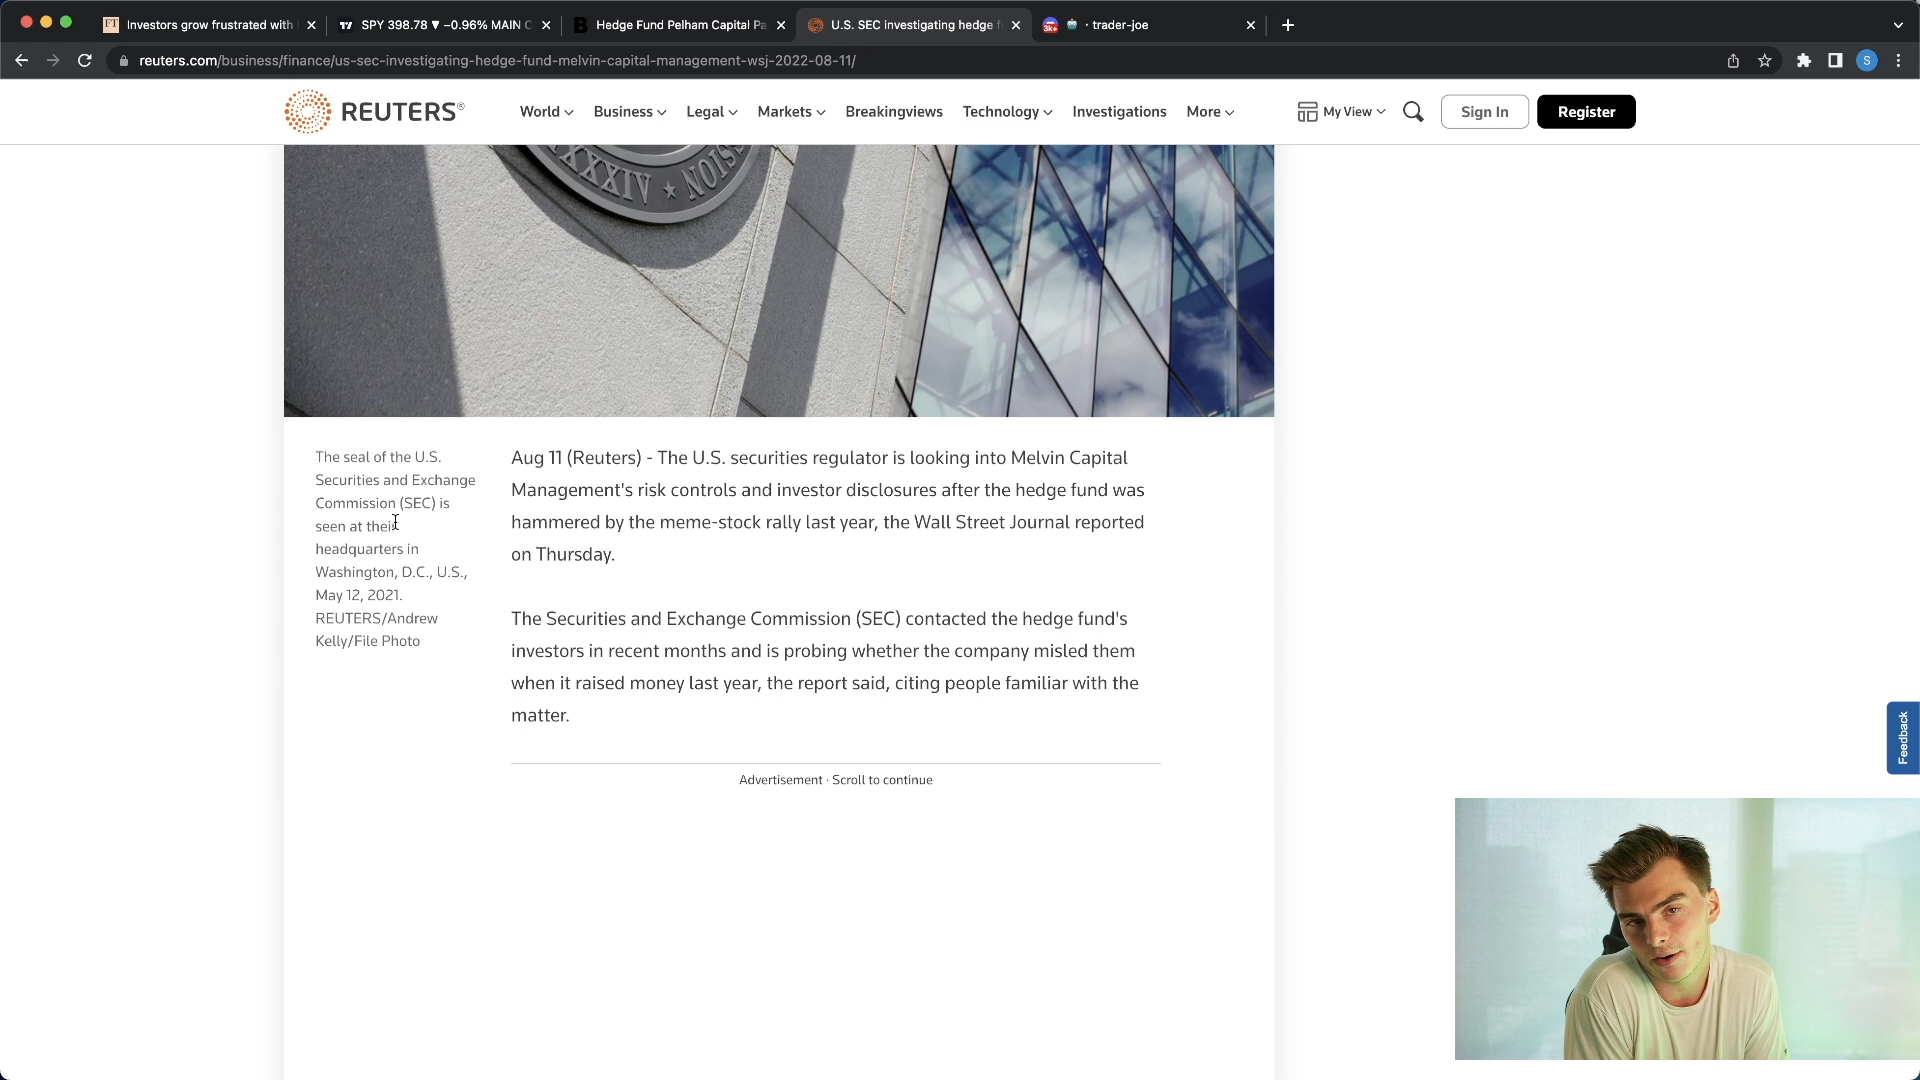 Investors grow frustrated with
SPY 398.78 ▼ −0.96% MAIN C
Hedge Fund Pelham Capital Pa
U.S. SEC investigating hedge f
3K+ · trader-joe
reuters.com/business/finance/us-sec-investigating-hedge-fund-melvin-capital-management-wsj-2022-08-11/
S
REUTERS®
World
Business
Legal
Markets
Breakingviews
Technology
Investigations
More
My View
Sign In
Register
XXXIV ★ NOISS
The seal of the U.S.
Securities and Exchange
Commission (SEC) is
seen at their
headquarters in
Washington, D.C., U.S.,
May 12, 2021.
REUTERS/Andrew
Kelly/File Photo
Aug 11 (Reuters) - The U.S. securities regulator is looking into Melvin Capital
Management's risk controls and investor disclosures after the hedge fund was
hammered by the meme-stock rally last year, the Wall Street Journal reported
on Thursday.
The Securities and Exchange Commission (SEC) contacted the hedge fund's
investors in recent months and is probing whether the company misled them
when it raised money last year, the report said, citing people familiar with the
matter.
Advertisement · Scroll to continue
Feedback